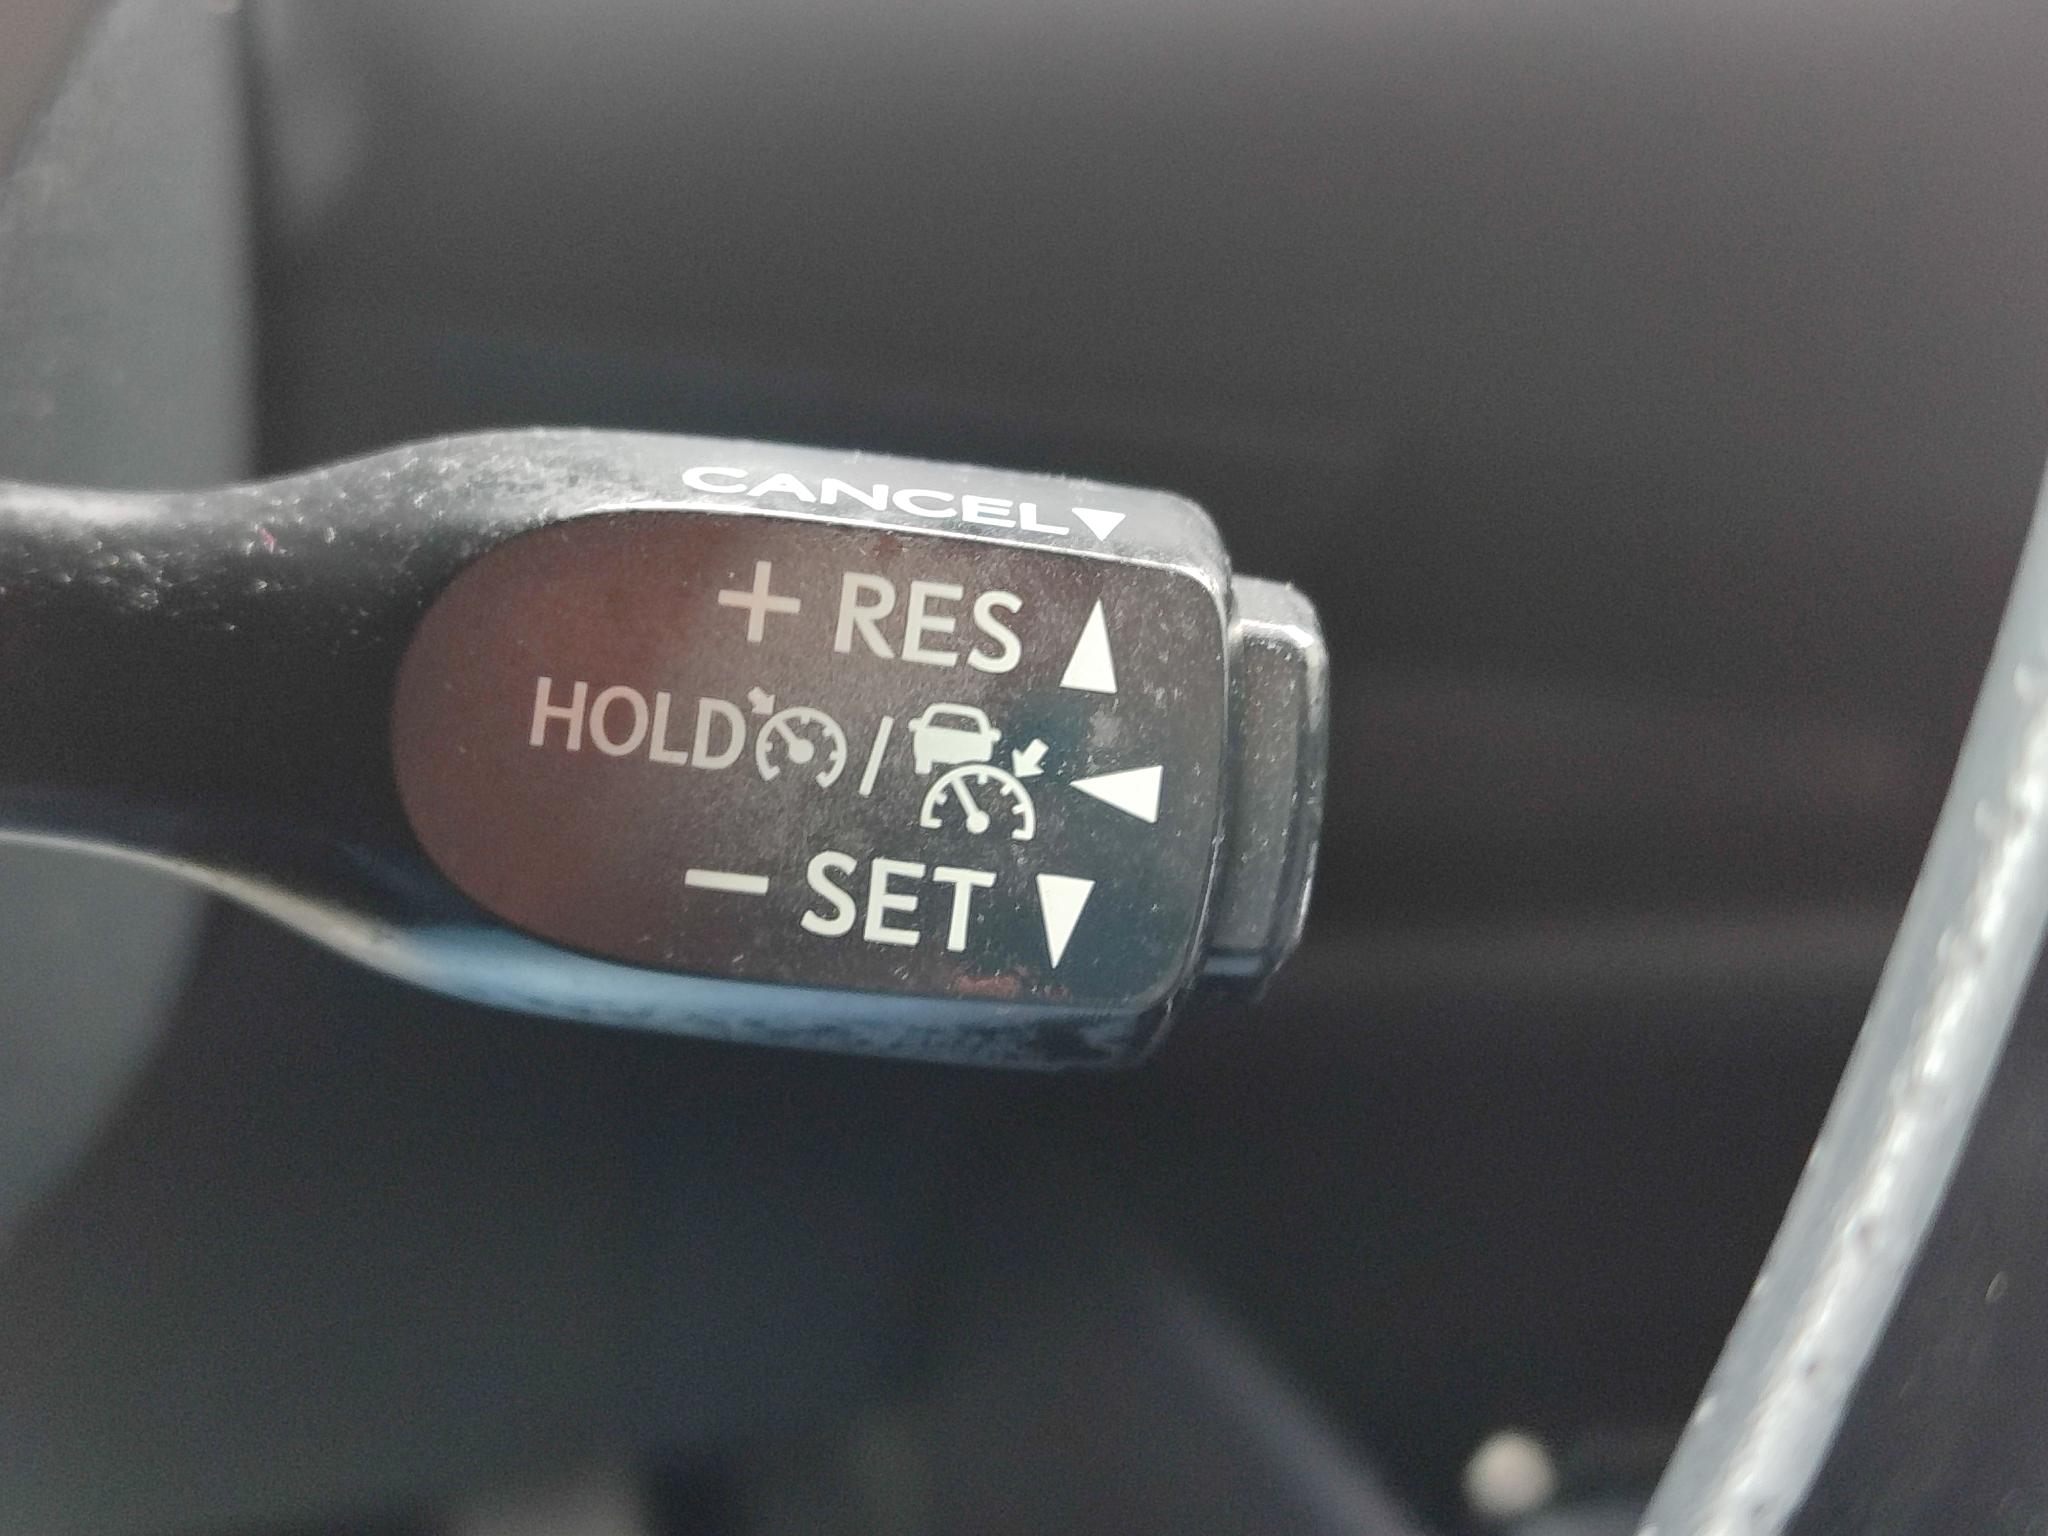 CANCEL
+ RES
HOLD /
− SET